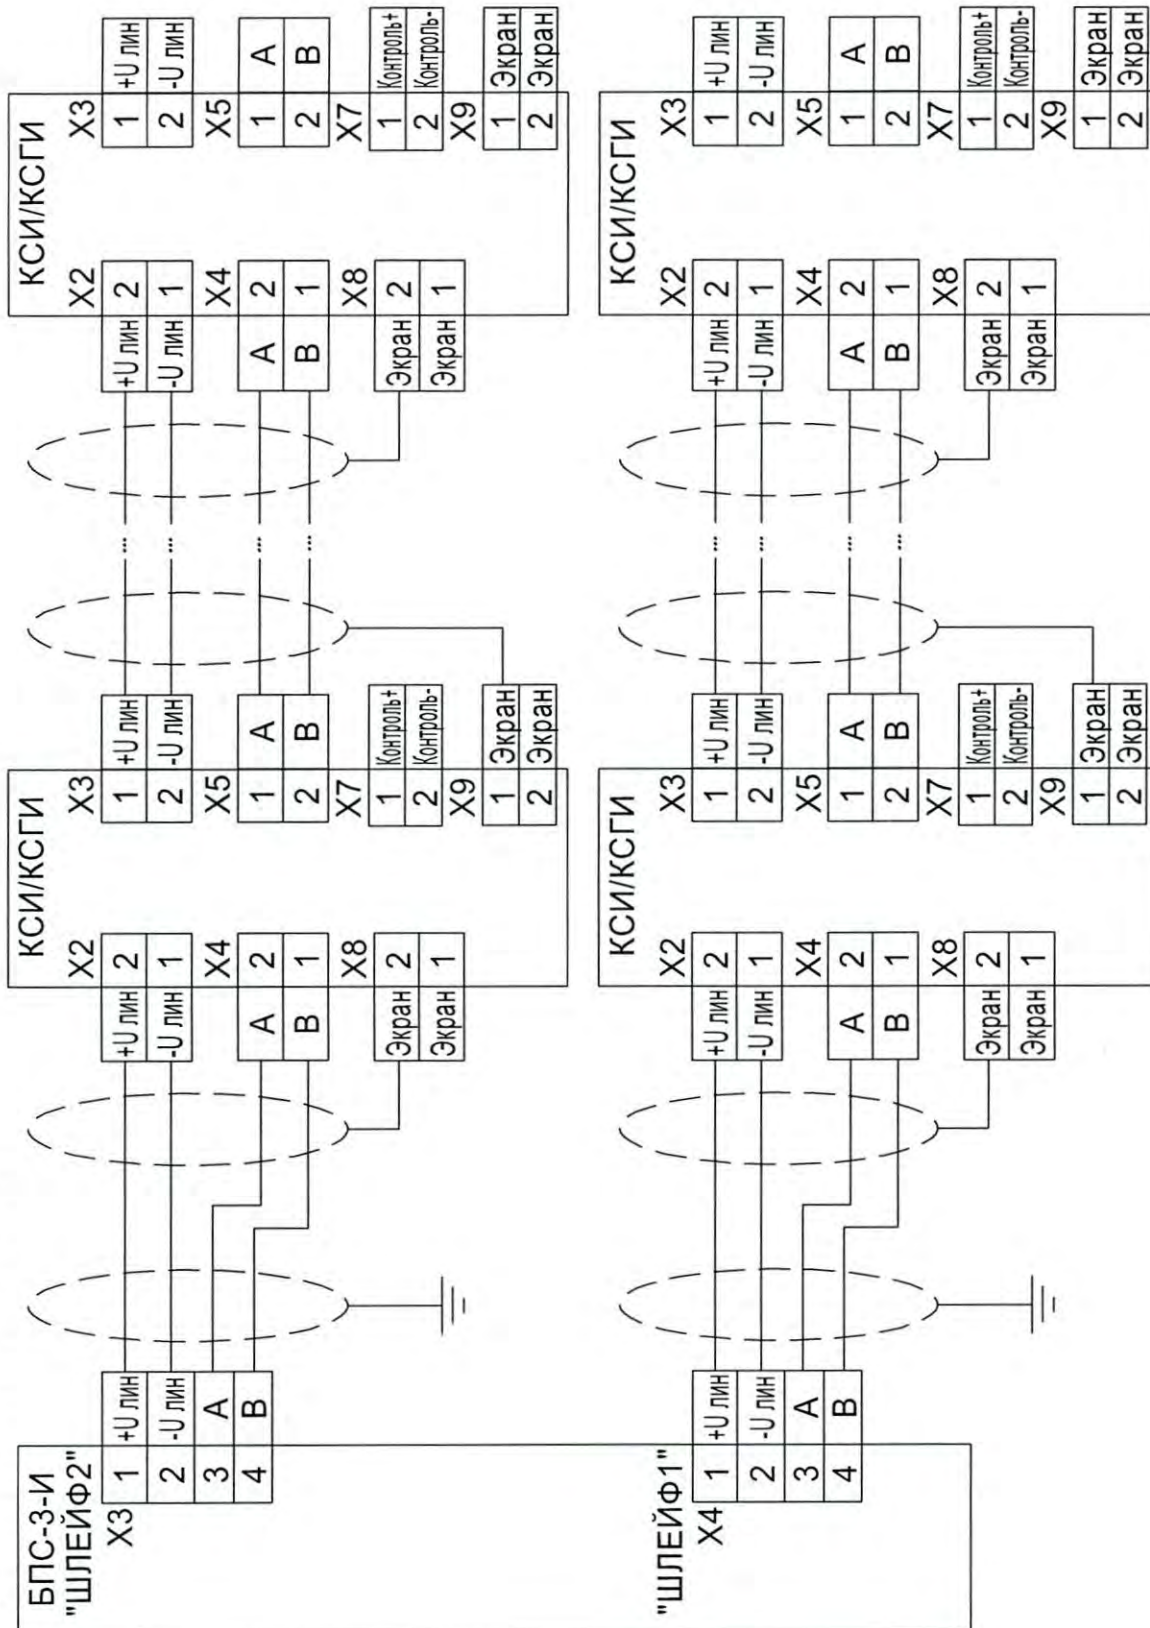 БПС-3-И
"ШЛЕЙФ2"
X3
1 +U лин
2 -U лин
3 A
4 B
КСИ/КСГИ
X2
+U лин 2
-U лин 1
X4
A 2
B 1
X8
Экран 2
Экран 1
X3
1 +U лин
2 -U лин
X5
1 A
2 B
X7
1 Контроль+
2 Контроль-
X9
1 Экран
2 Экран
... 
...
...
...
КСИ/КСГИ
X2
+U лин 2
-U лин 1
X4
A 2
B 1
X8
Экран 2
Экран 1
X3
1 +U лин
2 -U лин
X5
1 A
2 B
X7
1 Контроль+
2 Контроль-
X9
1 Экран
2 Экран
"ШЛЕЙФ1"
X4
1 +U лин
2 -U лин
3 A
4 B
КСИ/КСГИ
X2
+U лин 2
-U лин 1
X4
A 2
B 1
X8
Экран 2
Экран 1
X3
1 +U лин
2 -U лин
X5
1 A
2 B
X7
1 Контроль+
2 Контроль-
X9
1 Экран
2 Экран
...
...
...
...
КСИ/КСГИ
X2
+U лин 2
-U лин 1
X4
A 2
B 1
X8
Экран 2
Экран 1
X3
1 +U лин
2 -U лин
X5
1 A
2 B
X7
1 Контроль+
2 Контроль-
X9
1 Экран
2 Экран